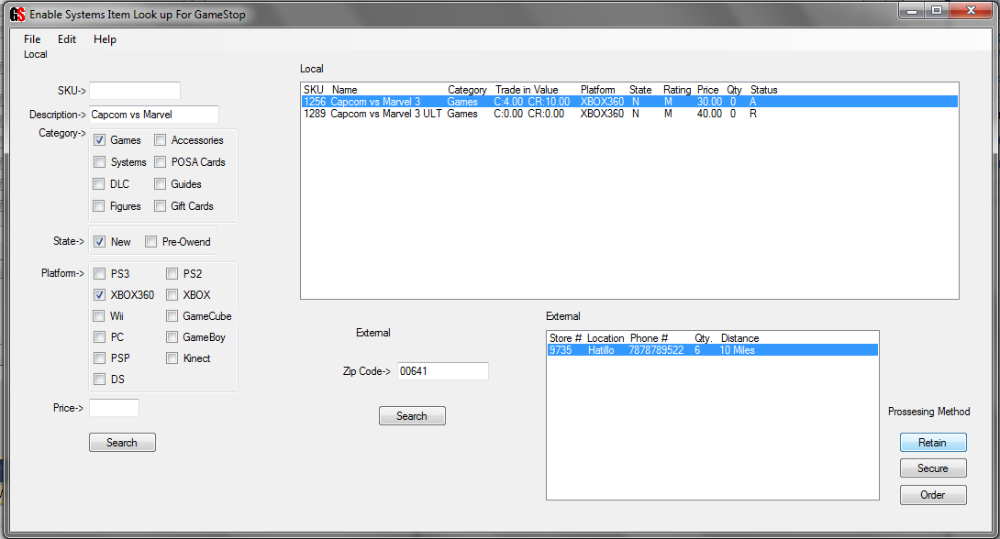 GS Enable Systems Item Look up For GameStop
File Edit Help
Local
SKU->
Description-> Capcom vs Marvel
Category->
Games Accessories
Systems POSA Cards
DLC Guides
Figures Gift Cards
State-> New Pre-Owend
Platform-> PS3 PS2
XBOX360 XBOX
Wii GameCube
PC GameBoy
PSP Kinect
DS
Price->
Search
Local
SKU Name Category Trade in Value Platform State Rating Price Qty Status
1256 Capcom vs Marvel 3 Games C:4.00 CR:10.00 XBOX360 N M 30.00 0 A
1289 Capcom vs Marvel 3 ULT Games C:0.00 CR:0.00 XBOX360 N M 40.00 0 R
External
Zip Code-> 00641
Search
External
Store # Location Phone # Qty. Distance
9735 Hatillo 7878789522 6 10 Miles
Prossesing Method
Retain
Secure
Order